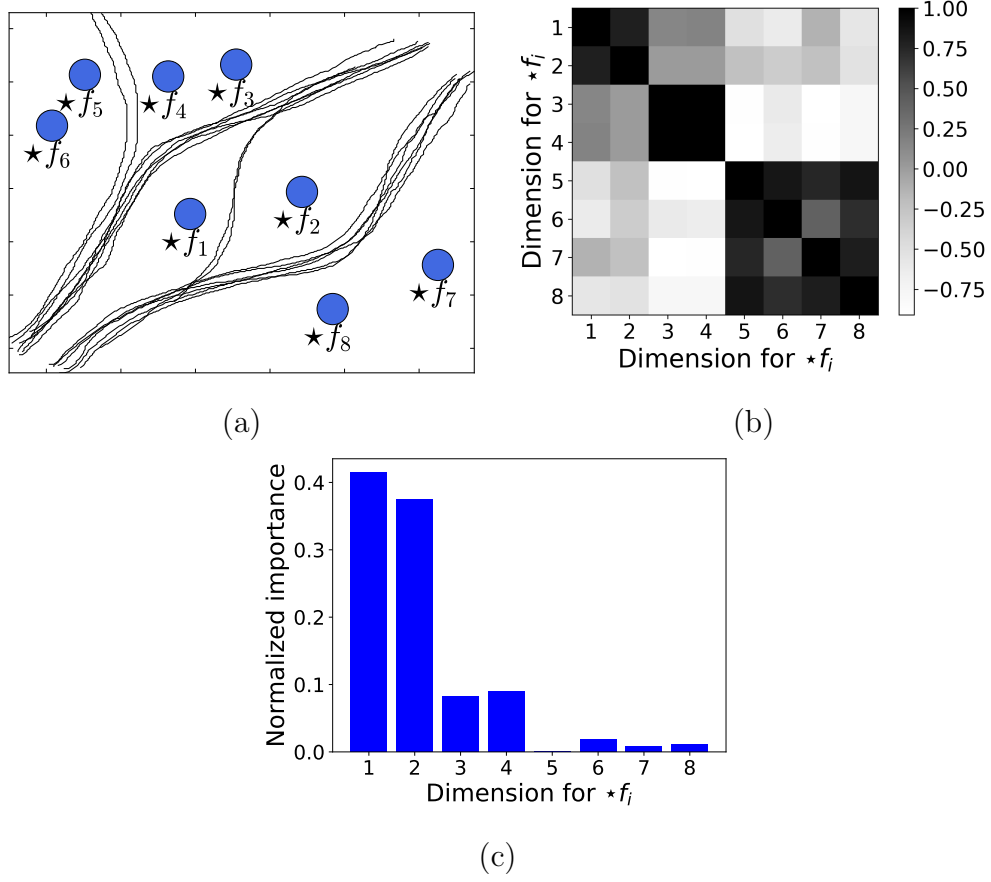 ★ f5
★ f4
★ f3
★ f6
★ f1
★ f2
★ f7
★ f8
(a)
Dimension for ⋆fi
1
2
3
4
5
6
7
8
1 2 3 4 5 6 7 8
Dimension for ⋆fi
1.00
0.75
0.50
0.25
0.00
−0.25
−0.50
−0.75
(b)
Normalized importance
0.4
0.3
0.2
0.1
0.0
1 2 3 4 5 6 7 8
Dimension for ⋆fi
(c)